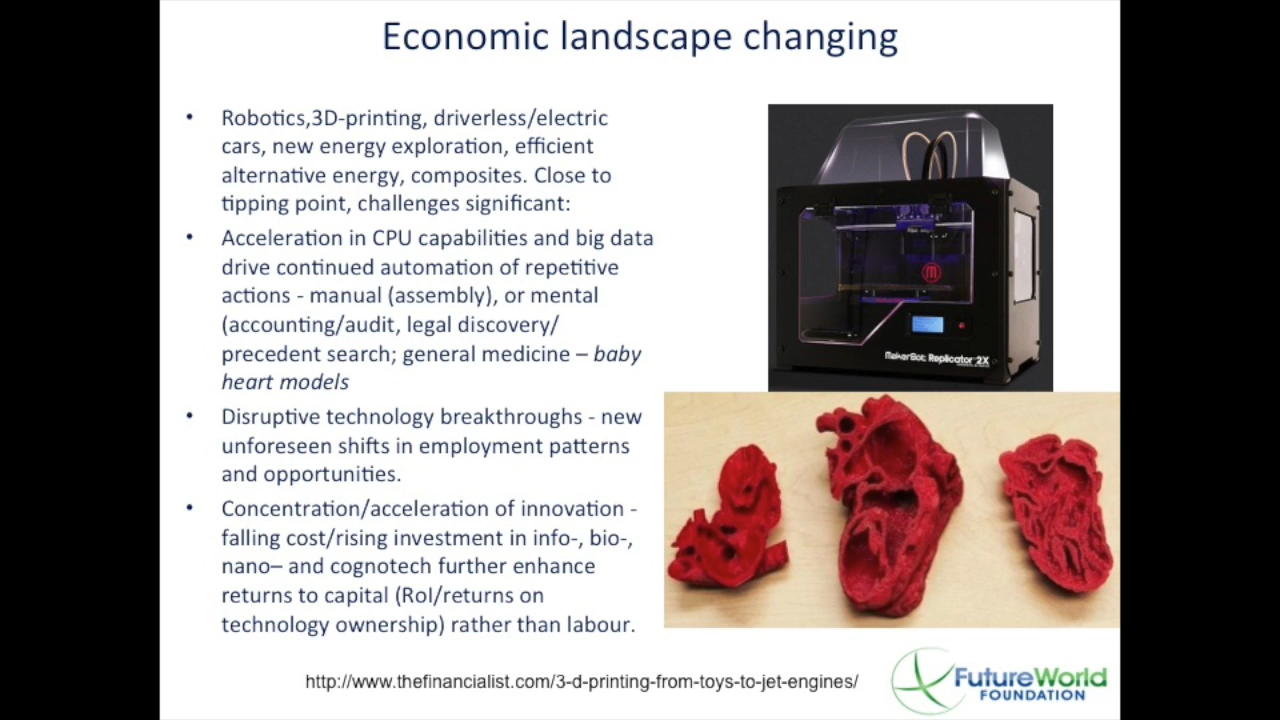 Economic landscape changing
• Robotics,3D-printing, driverless/electric
cars, new energy exploration, efficient
alternative energy, composites. Close to
tipping point, challenges significant:
• Acceleration in CPU capabilities and big data
drive continued automation of repetitive
actions - manual (assembly), or mental
(accounting/audit, legal discovery/
precedent search; general medicine – baby
heart models
• Disruptive technology breakthroughs - new
unforeseen shifts in employment patterns
and opportunities.
• Concentration/acceleration of innovation -
falling cost/rising investment in info-, bio-,
nano– and cognotech further enhance
returns to capital (RoI/returns on
technology ownership) rather than labour.
MakerBot Replicator 2X
http://www.thefinancialist.com/3-d-printing-from-toys-to-jet-engines/
FutureWorld
FOUNDATION